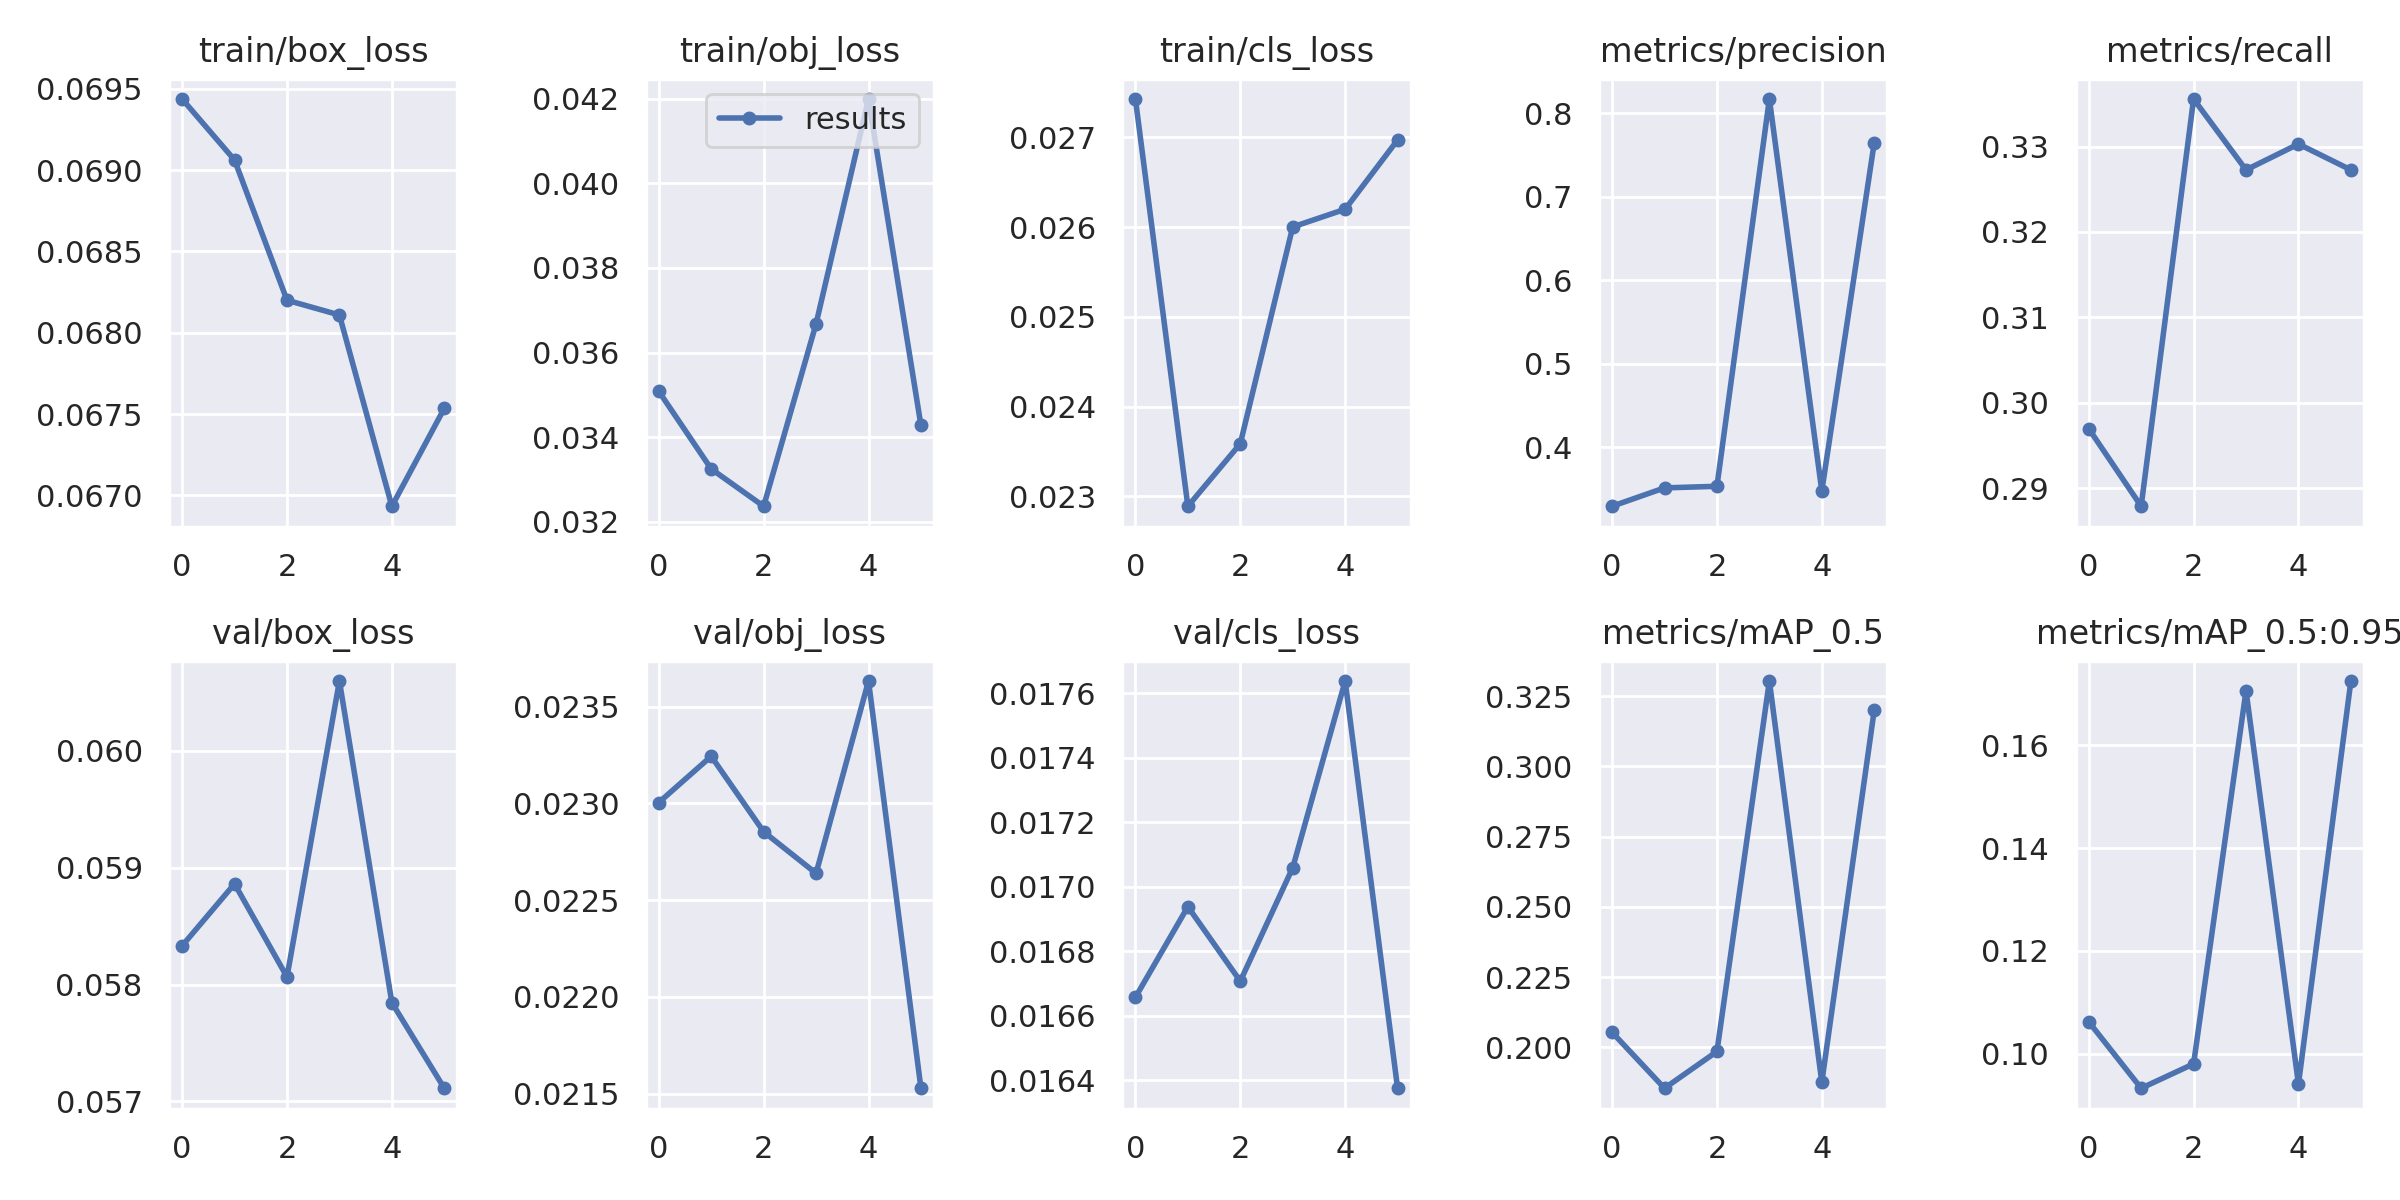 train/box_loss
0.0695
0.0690
0.0685
0.0680
0.0675
0.0670
0 2 4
train/obj_loss
results
0.042
0.040
0.038
0.036
0.034
0.032
0 2 4
train/cls_loss
0.027
0.026
0.025
0.024
0.023
0 2 4
metrics/precision
0.8
0.7
0.6
0.5
0.4
0 2 4
metrics/recall
0.33
0.32
0.31
0.30
0.29
0 2 4
val/box_loss
0.060
0.059
0.058
0.057
0 2 4
val/obj_loss
0.0235
0.0230
0.0225
0.0220
0.0215
0 2 4
val/cls_loss
0.0176
0.0174
0.0172
0.0170
0.0168
0.0166
0.0164
0 2 4
metrics/mAP_0.5
0.325
0.300
0.275
0.250
0.225
0.200
0 2 4
metrics/mAP_0.5:0.95
0.16
0.14
0.12
0.10
0 2 4